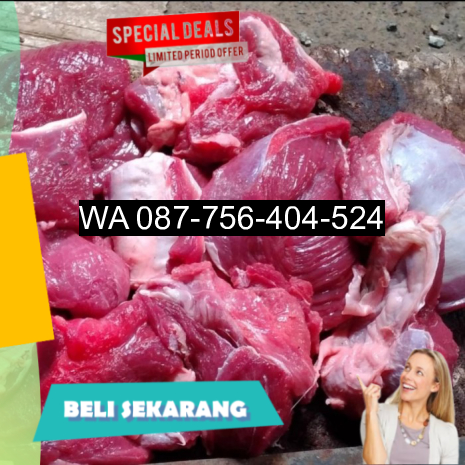 SPECIAL DEALS
LIMITED PERIOD OFFER
WA 087-756-404-524
BELI SEKARANG